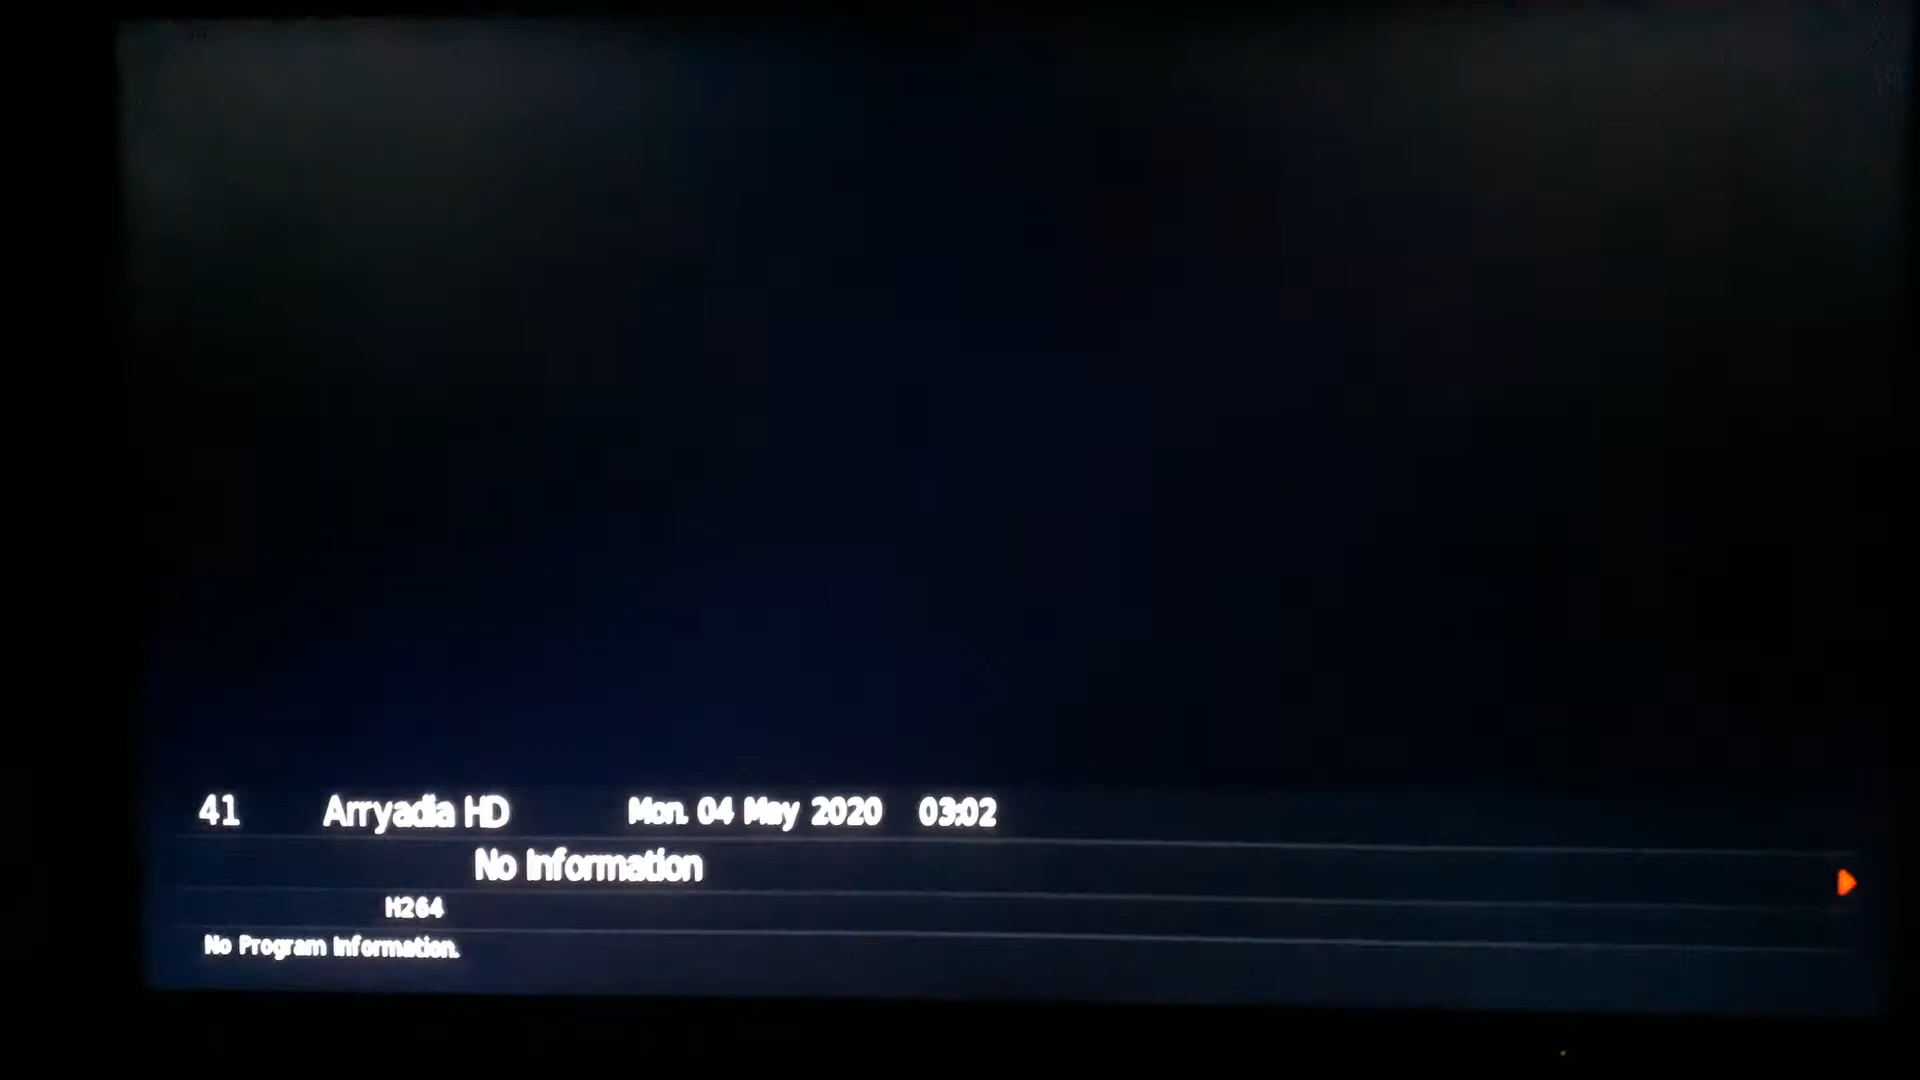 41 Arryadia HD Mon. 04 May 2020 03:02
No Information
H264
No Program Information.